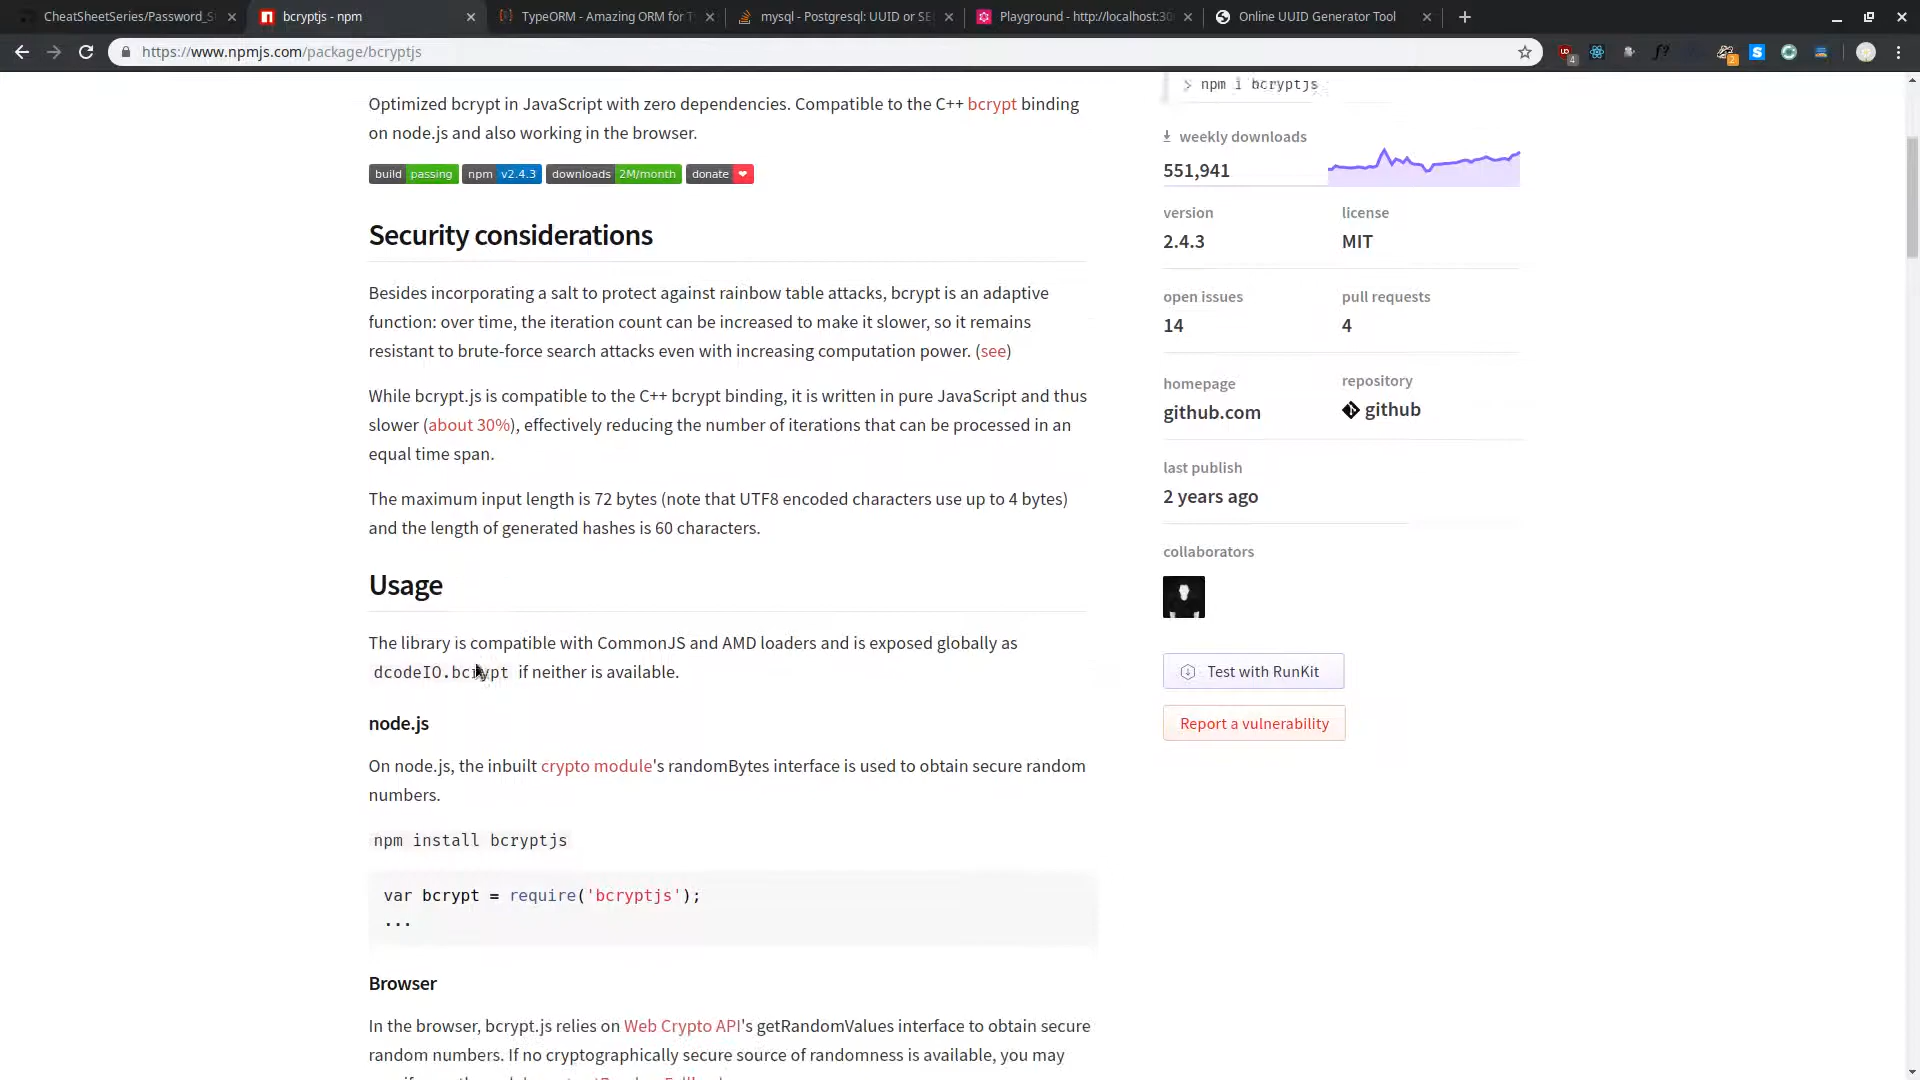 CheatSheetSeries/Password_S
bcryptjs - npm
TypeORM - Amazing ORM for T
mysql - Postgresql: UUID or SE
Playground - http://localhost:30
Online UUID Generator Tool
https://www.npmjs.com/package/bcryptjs
4
2
Optimized bcrypt in JavaScript with zero dependencies. Compatible to the C++ bcrypt binding
on node.js and also working in the browser.
build passing npm v2.4.3 downloads 2M/month donate ❤
Security considerations
Besides incorporating a salt to protect against rainbow table attacks, bcrypt is an adaptive
function: over time, the iteration count can be increased to make it slower, so it remains
resistant to brute-force search attacks even with increasing computation power. (see)
While bcrypt.js is compatible to the C++ bcrypt binding, it is written in pure JavaScript and thus
slower (about 30%), effectively reducing the number of iterations that can be processed in an
equal time span.
The maximum input length is 72 bytes (note that UTF8 encoded characters use up to 4 bytes)
and the length of generated hashes is 60 characters.
Usage
The library is compatible with CommonJS and AMD loaders and is exposed globally as
dcodeIO.bcrypt if neither is available.
node.js
On node.js, the inbuilt crypto module's randomBytes interface is used to obtain secure random
numbers.
npm install bcryptjs
var bcrypt = require('bcryptjs');
...
Browser
In the browser, bcrypt.js relies on Web Crypto API's getRandomValues interface to obtain secure
random numbers. If no cryptographically secure source of randomness is available, you may
> npm i bcryptjs
weekly downloads
551,941
version
2.4.3
license
MIT
open issues
14
pull requests
4
homepage
github.com
repository
github
last publish
2 years ago
collaborators
Test with RunKit
Report a vulnerability